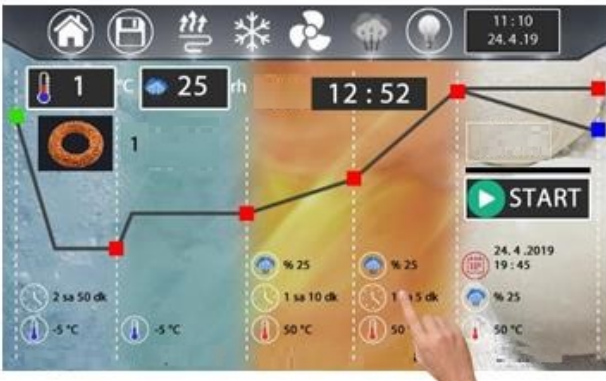 11:10
24.4.19
1 °C
25 rh
12:52
1
START
24.4.2019
19:45
% 25
% 25
% 25
2 sa 50 dk
1 sa 10 dk
-5 °C
-5 °C
50 °C
50
50 °C